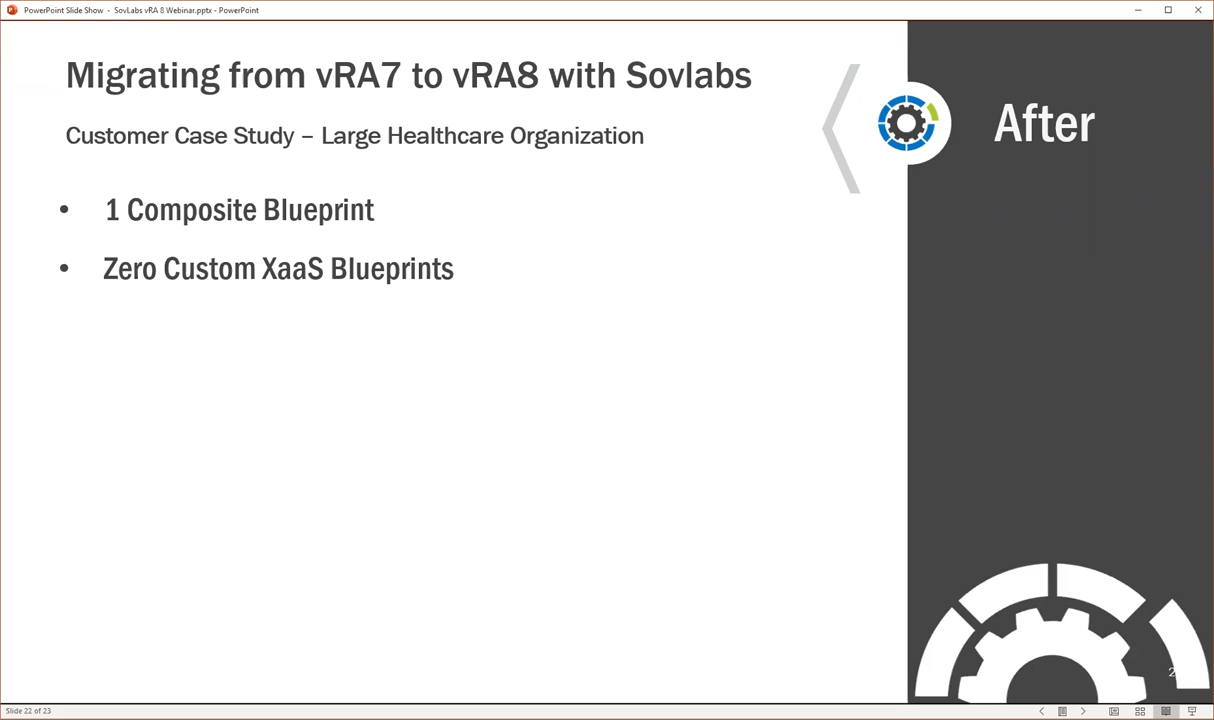 PowerPoint Slide Show - SovLabs vRA 8 Webinar.pptx - PowerPoint
Migrating from vRA7 to vRA8 with Sovlabs
After
Customer Case Study – Large Healthcare Organization
• 1 Composite Blueprint
• Zero Custom XaaS Blueprints
Slide 22 of 23